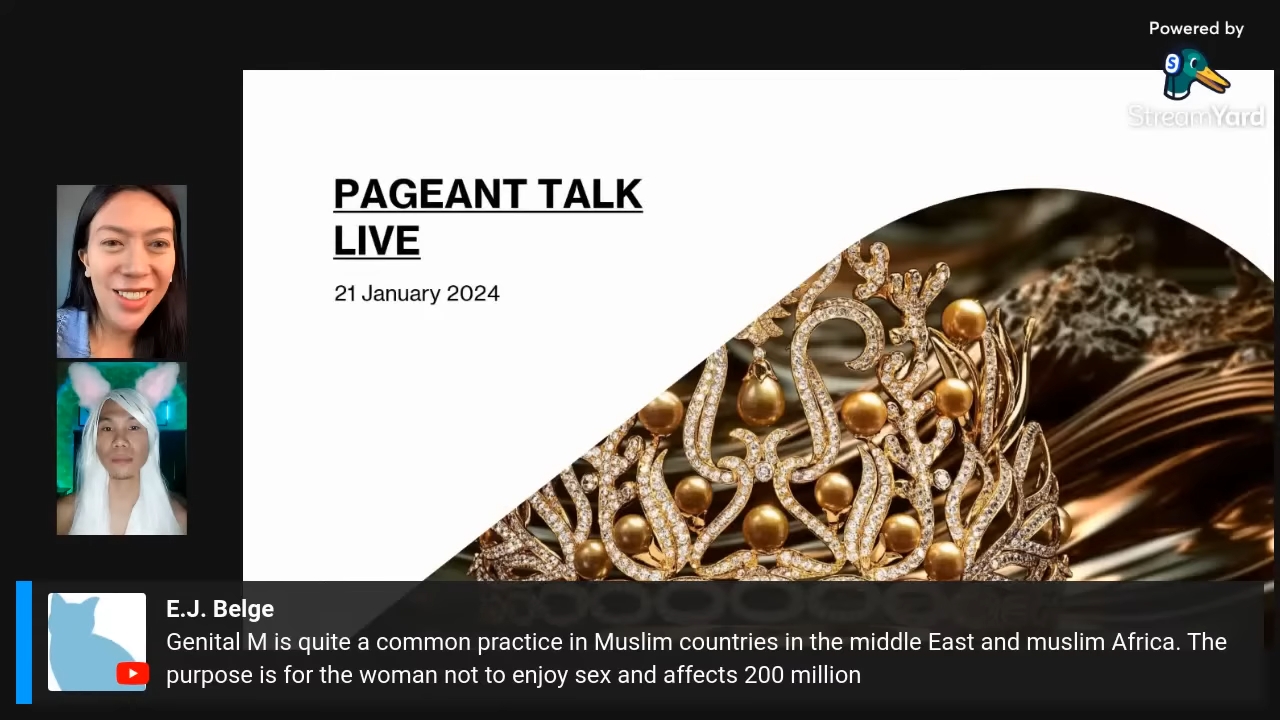 Powered by
StreamYard
PAGEANT TALK
LIVE
21 January 2024
E.J. Belge
Genital M is quite a common practice in Muslim countries in the middle East and muslim Africa. The
purpose is for the woman not to enjoy sex and affects 200 million